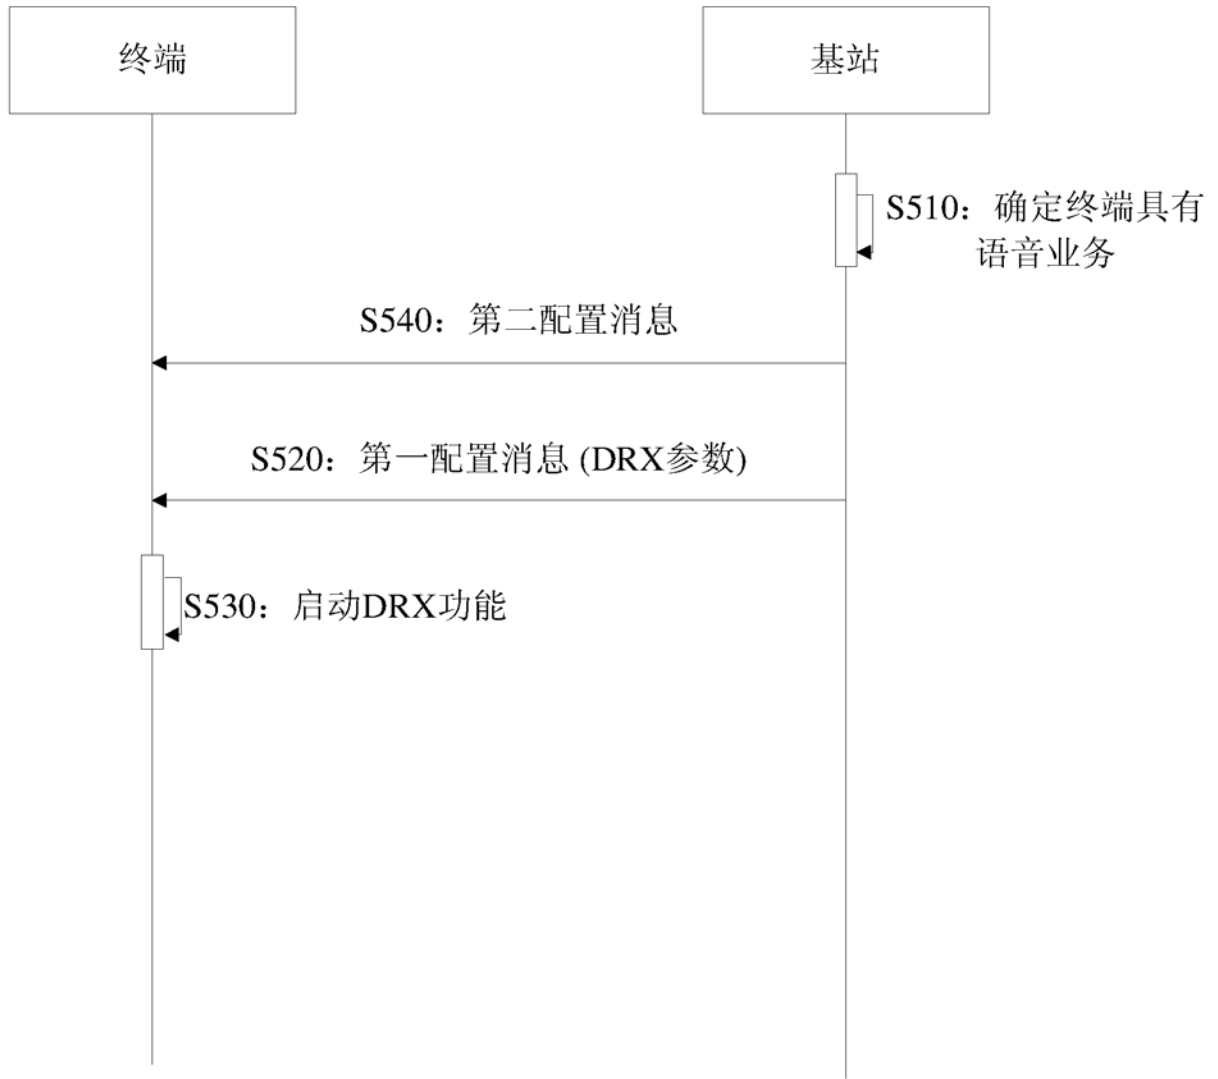 终端
基站
S510：确定终端具有
语音业务
S540：第二配置消息
S520：第一配置消息 (DRX参数)
S530：启动DRX功能